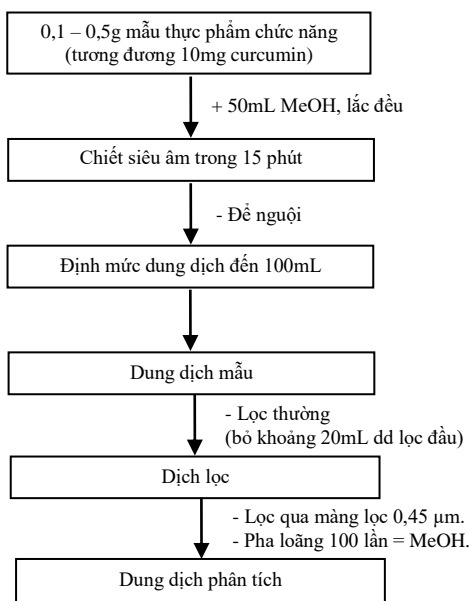 0,1 – 0,5g mẫu thực phẩm chức năng
(tương đương 10mg curcumin)
+ 50mL MeOH, lắc đều
Chiết siêu âm trong 15 phút
- Để nguội
Định mức dung dịch đến 100mL
Dung dịch mẫu
- Lọc thường
(bỏ khoảng 20mL dd lọc đầu)
Dịch lọc
- Lọc qua màng lọc 0,45 µm.
- Pha loãng 100 lần = MeOH.
Dung dịch phân tích